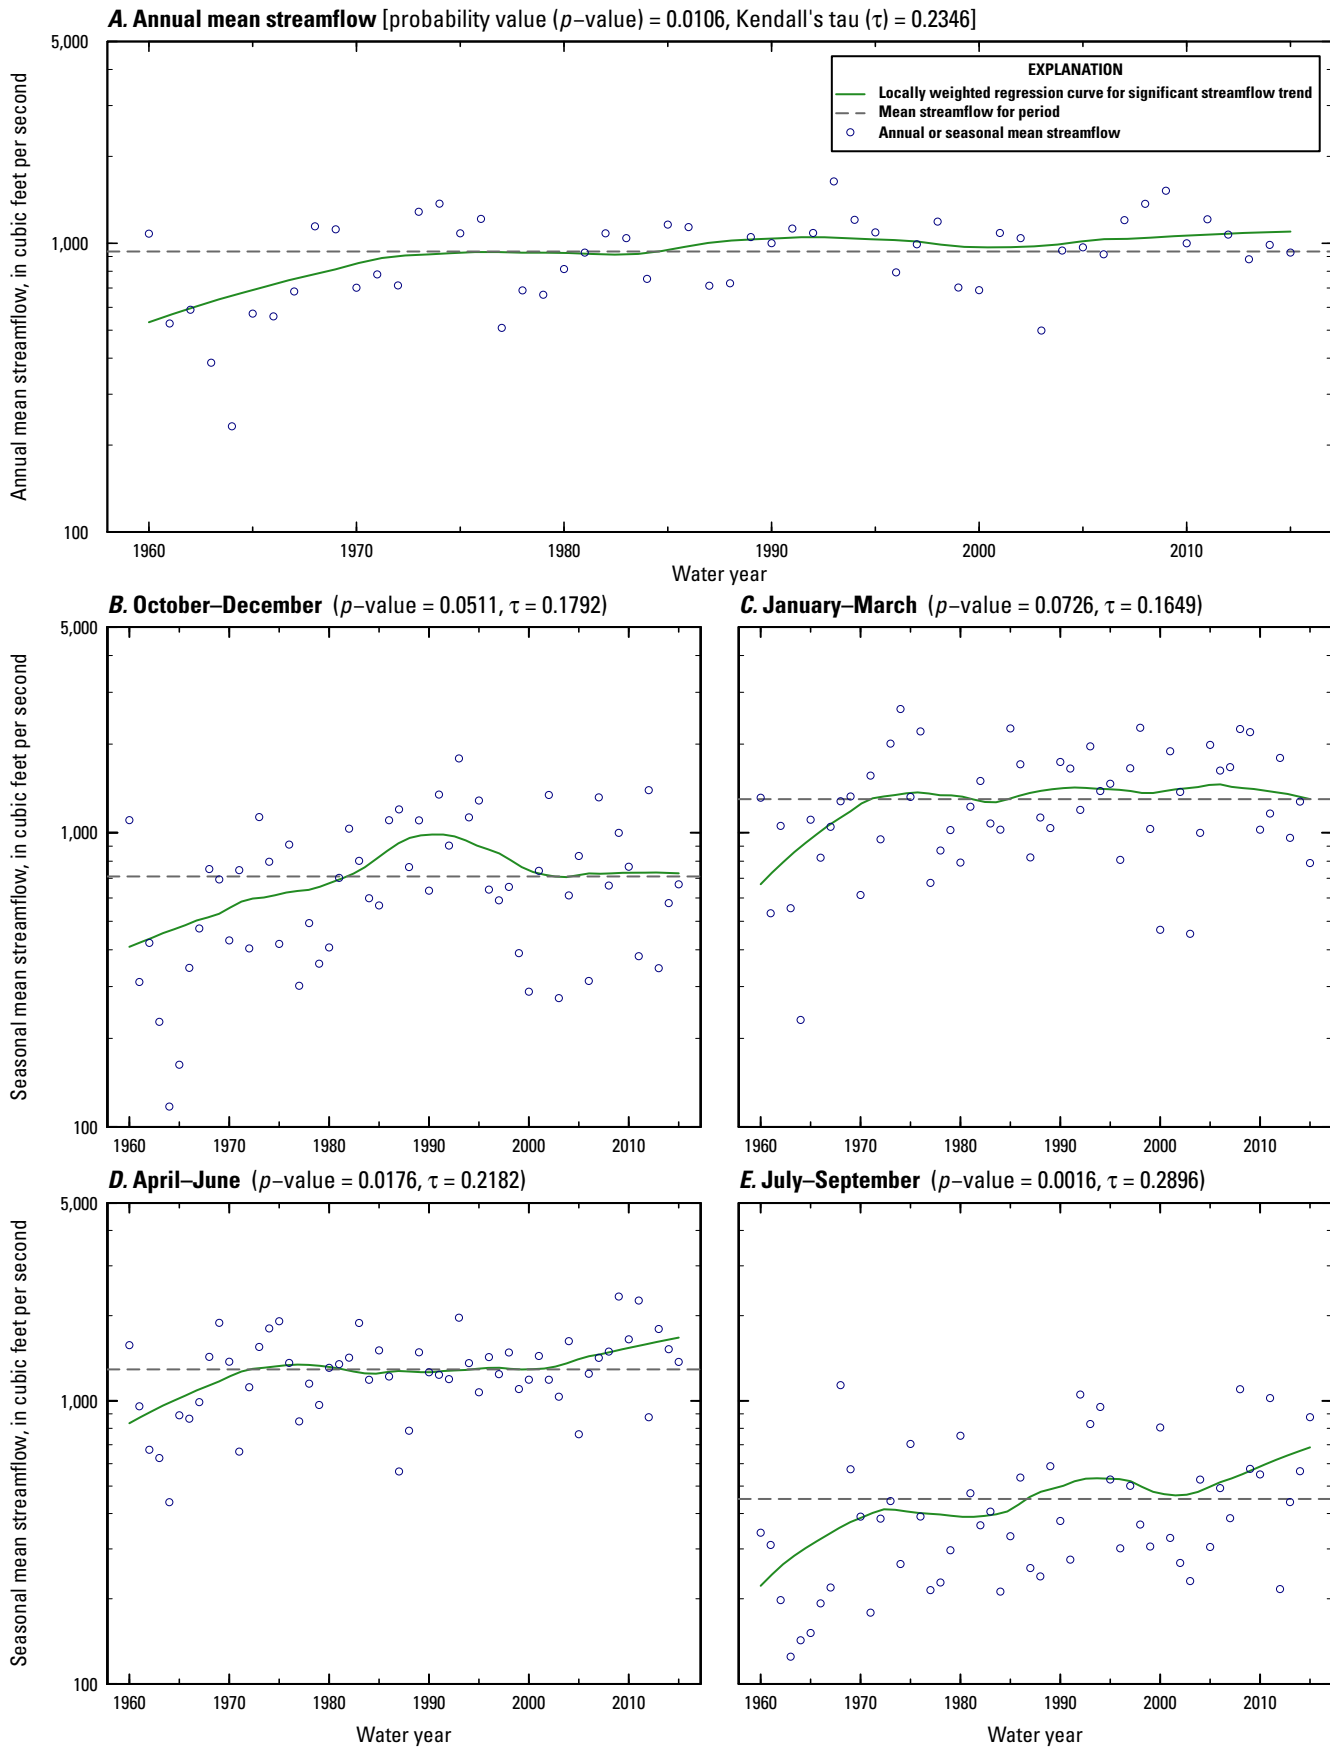 A. Annual mean streamflow [probability value (p−value) = 0.0106, Kendall's tau (τ) = 0.2346]
Annual mean streamflow, in cubic feet per second
5,000
1,000
100
EXPLANATION
Locally weighted regression curve for significant streamflow trend
Mean streamflow for period
Annual or seasonal mean streamflow
1960 1970 1980 1990 2000 2010
Water year
B. October–December (p−value = 0.0511, τ = 0.1792)
Seasonal mean streamflow, in cubic feet per second
5,000
1,000
100
1960 1970 1980 1990 2000 2010
C. January–March (p−value = 0.0726, τ = 0.1649)
1960 1970 1980 1990 2000 2010
D. April–June (p−value = 0.0176, τ = 0.2182)
Seasonal mean streamflow, in cubic feet per second
5,000
1,000
100
1960 1970 1980 1990 2000 2010
Water year
E. July–September (p−value = 0.0016, τ = 0.2896)
1960 1970 1980 1990 2000 2010
Water year